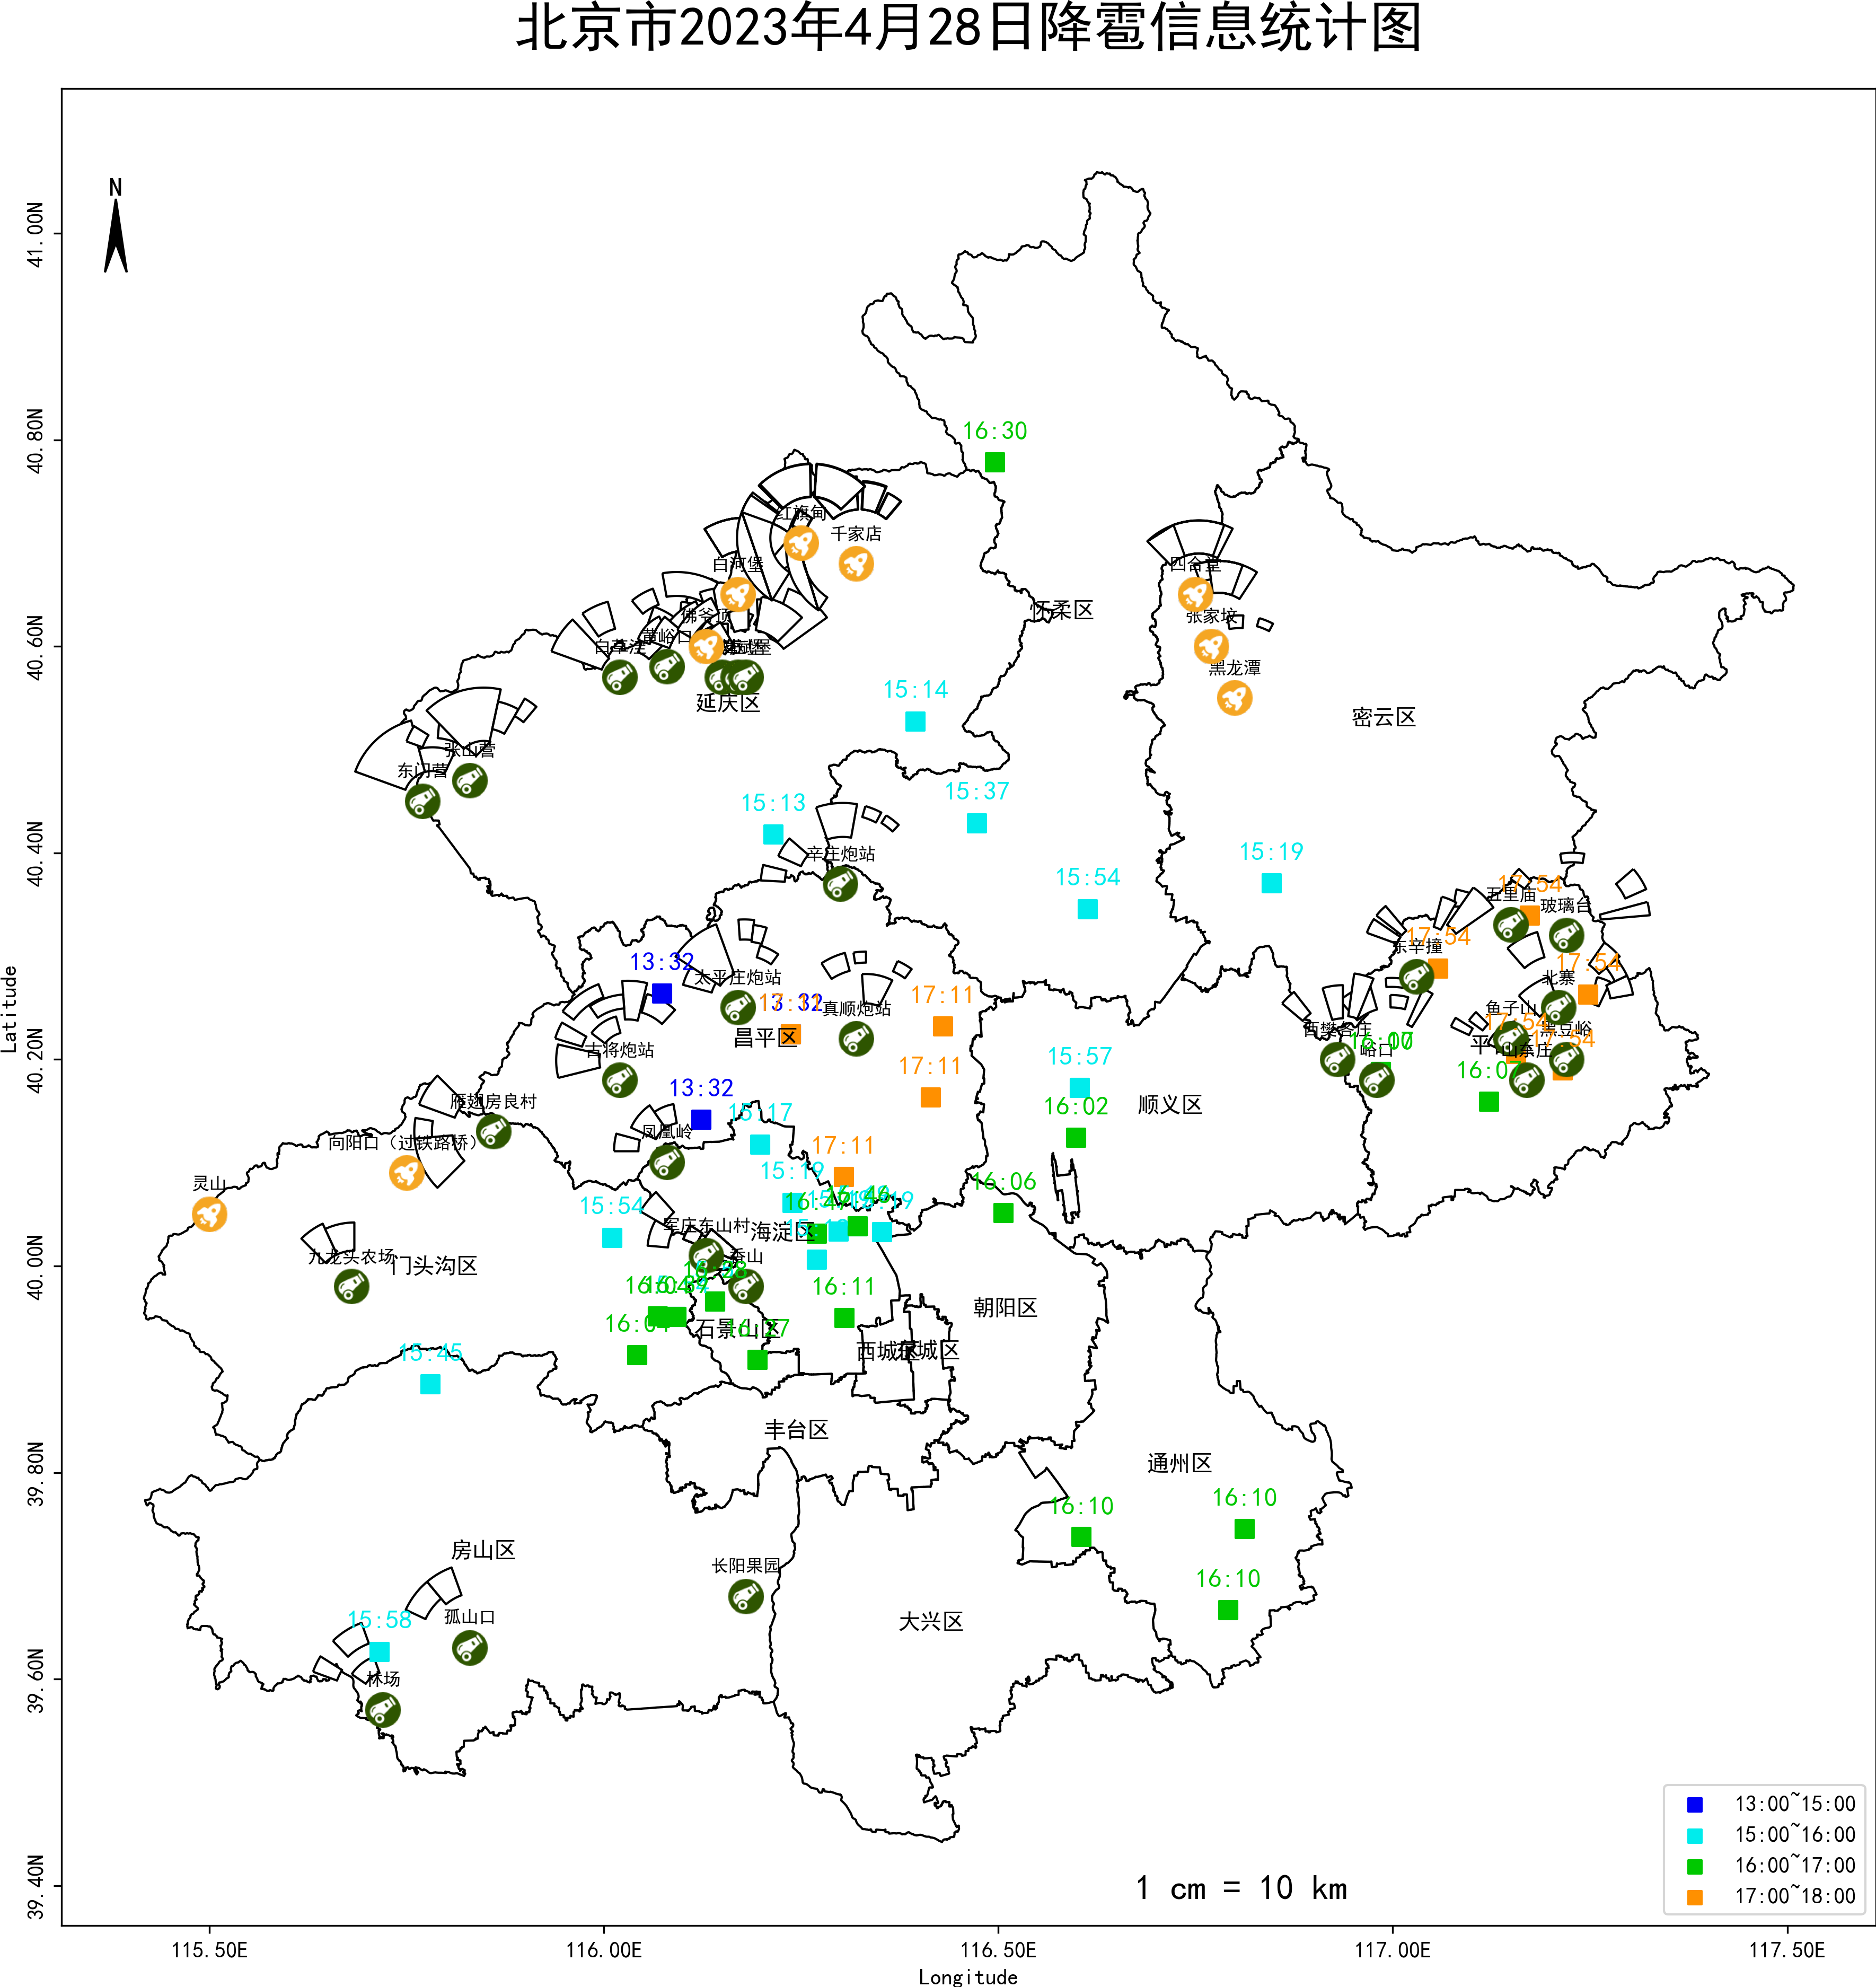 北京市2023年4月28日降雹信息统计图
N
41.00N
40.80N
40.60N
40.40N
40.20N
40.00N
39.80N
39.60N
39.40N
Latitude
16:30
红旗甸
千家店
白河堡
四合堂
怀柔区
佛爷顶
张家坟
黄峪口
白草洼
黑龙潭
延庆区
15:14
密云区
张山营
东门营
15:37
15:13
15:19
辛庄炮站
15:54
17:54
五里庙
玻璃台
17:54
东辛撞
13:32
太平庄炮站
17:54
北寨
17:11
13:32
17:11
真顺炮站
鱼子山
昌平区
17:54
黑豆峪
西樊各庄
17:54
16:07
峪口
山东庄
古将炮站
17:11
15:57
16:07
13:32
16:02
顺义区
雁翅房良村
15:17
凤凰岭
向阳口（过铁路桥）
17:11
灵山
15:19
16:06
15:54
军庄东山村
海淀区
香山
九龙头农场
门头沟区
16:11
朝阳区
16:04
16:27
石景山区
西城区
东城区
15:45
丰台区
通州区
16:10
16:10
房山区
长阳果园
16:10
孤山口
15:58
大兴区
林场
13:00~15:00
15:00~16:00
16:00~17:00
17:00~18:00
1 cm = 10 km
115.50E
116.00E
116.50E
117.00E
117.50E
Longitude